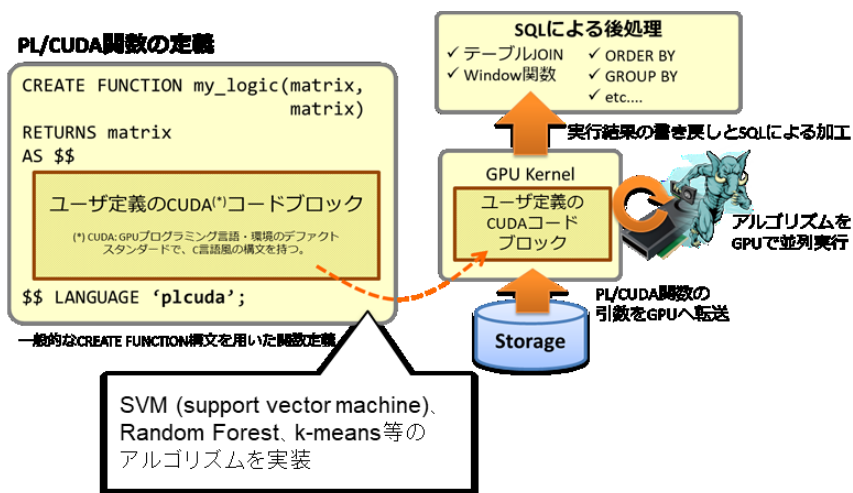 PL/CUDA関数の定義
CREATE FUNCTION my_logic(matrix,
matrix)
RETURNS matrix
AS $$
ユーザ定義のCUDA(*)コードブロック
(*) CUDA: GPUプログラミング言語・環境のデファクト
スタンダードで、C言語風の構文を持つ。
$$ LANGUAGE ‘plcuda’;
一般的なCREATE FUNCTION構文を用いた関数定義
SVM (support vector machine)、
Random Forest、k-means等の
アルゴリズムを実装
SQLによる後処理
✓ テーブルJOIN
✓ Window関数
✓ ORDER BY
✓ GROUP BY
✓ etc....
実行結果の書き戻しとSQLによる加工
GPU Kernel
ユーザ定義の
CUDAコード
ブロック
アルゴリズムを
GPUで並列実行
PL/CUDA関数の
引数をGPUへ転送
Storage